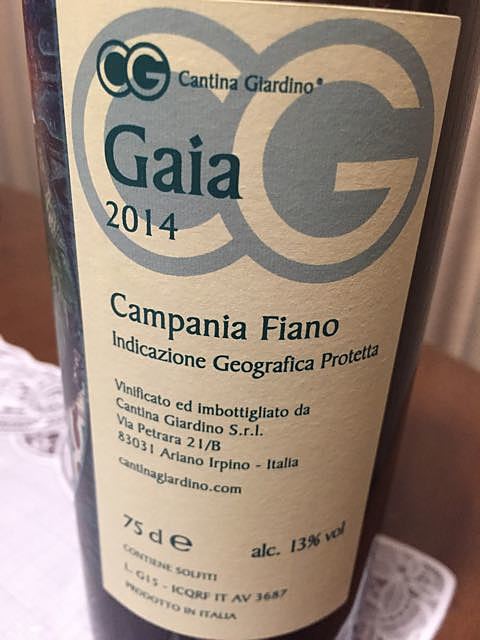 CG Cantina Giardino®
CG
Gaia
2014
Campania Fiano
Indicazione Geografica Protetta
Vinificato ed imbottigliato da
Cantina Giardino S.r.l.
Via Petrara 21/B
83031 Ariano Irpino - Italia
cantinagiardino.com
75 cl e
alc. 13% vol
CONTIENE SOLFITI
L. G15 - ICQRF IT AV 3687
PRODOTTO IN ITALIA